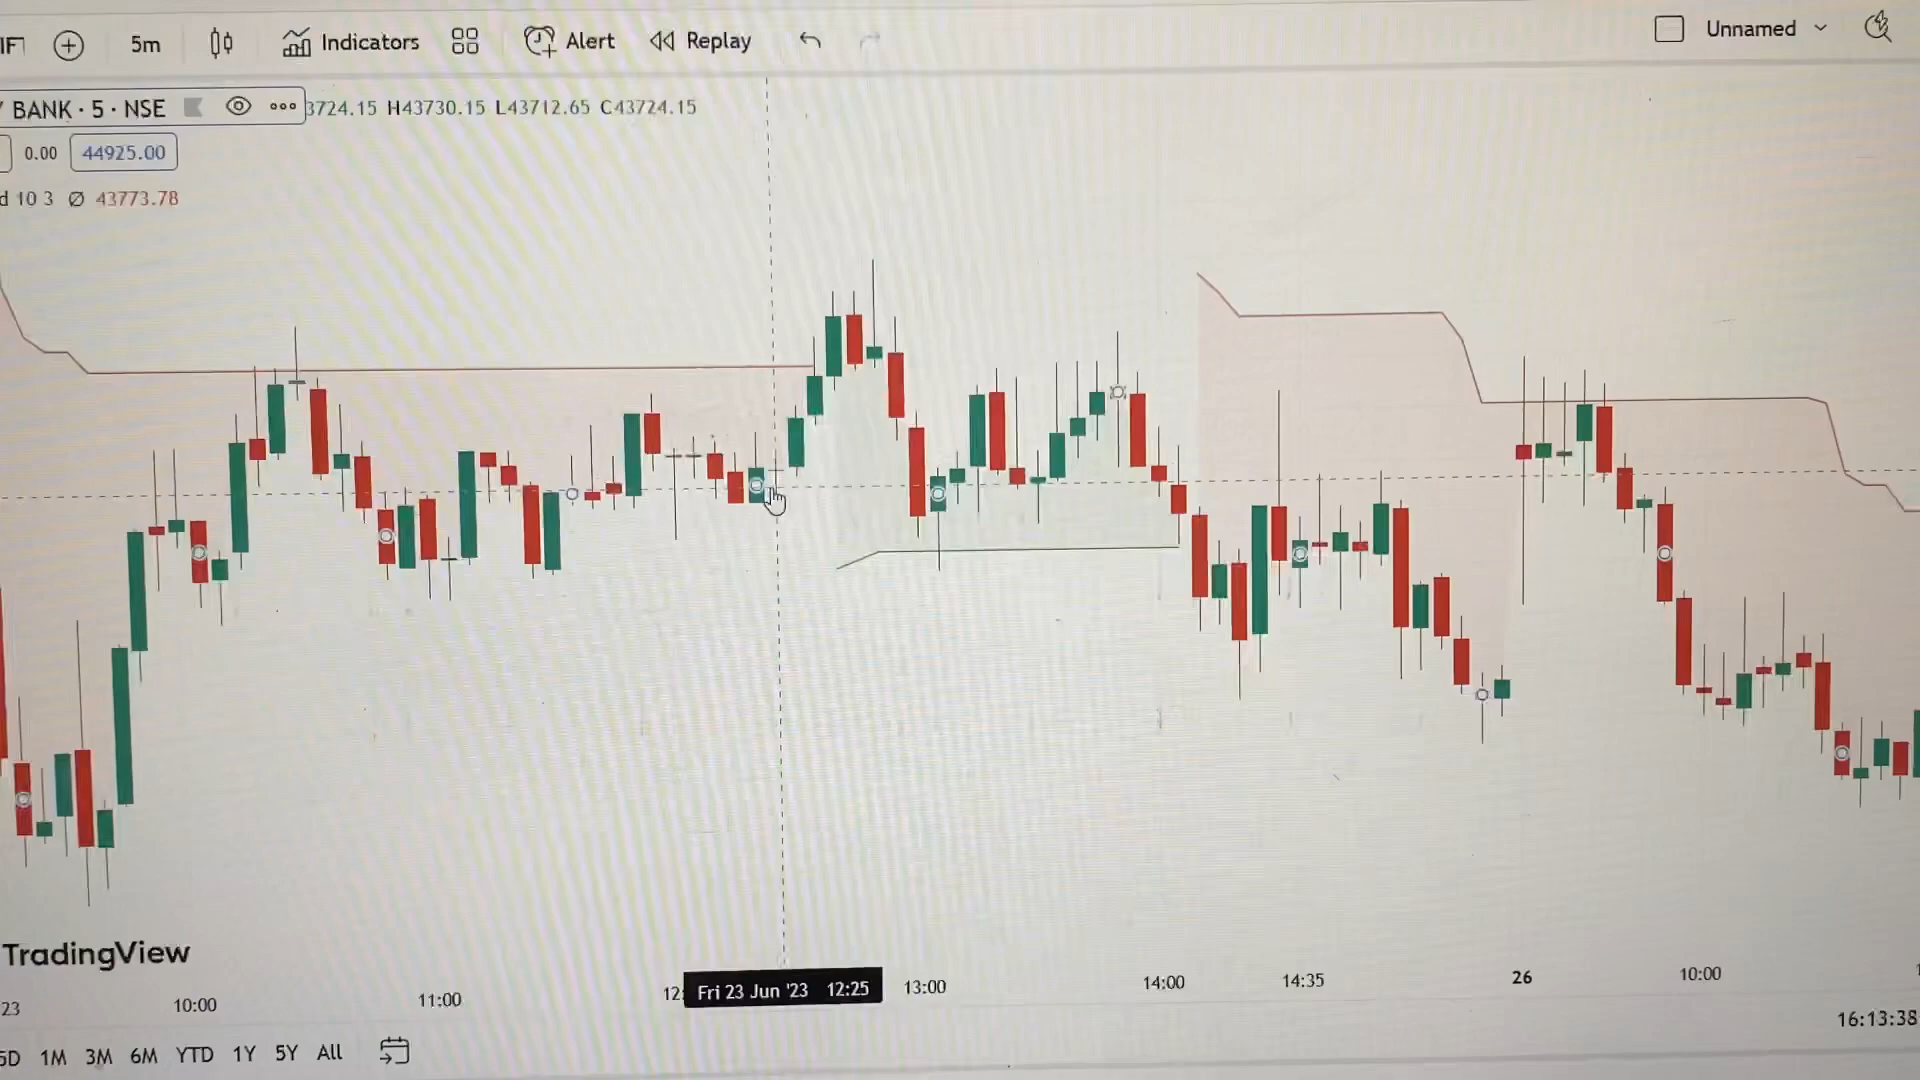 5m Indicators Alert Replay Unnamed
BANK · 5 · NSE 3724.15 H43730.15 L43712.65 C43724.15
0.00 44925.00
d 10 3 Ø 43773.78
TradingView
23 10:00 11:00 12: Fri 23 Jun '23 12:25 13:00 14:00 14:35 26 10:00
16:13:38
5D 1M 3M 6M YTD 1Y 5Y All